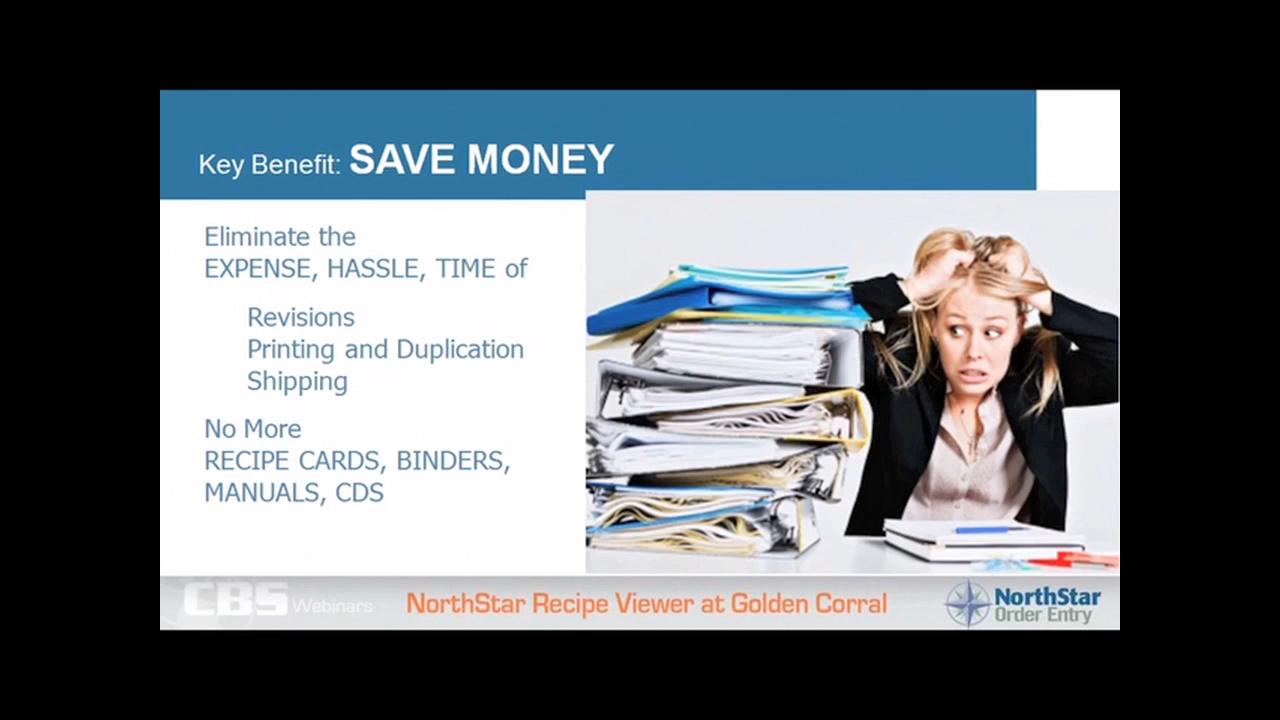 Key Benefit: SAVE MONEY
Eliminate the
EXPENSE, HASSLE, TIME of
Revisions
Printing and Duplication
Shipping
No More
RECIPE CARDS, BINDERS,
MANUALS, CDS
CBS Webinars
NorthStar Recipe Viewer at Golden Corral
NorthStar
Order Entry